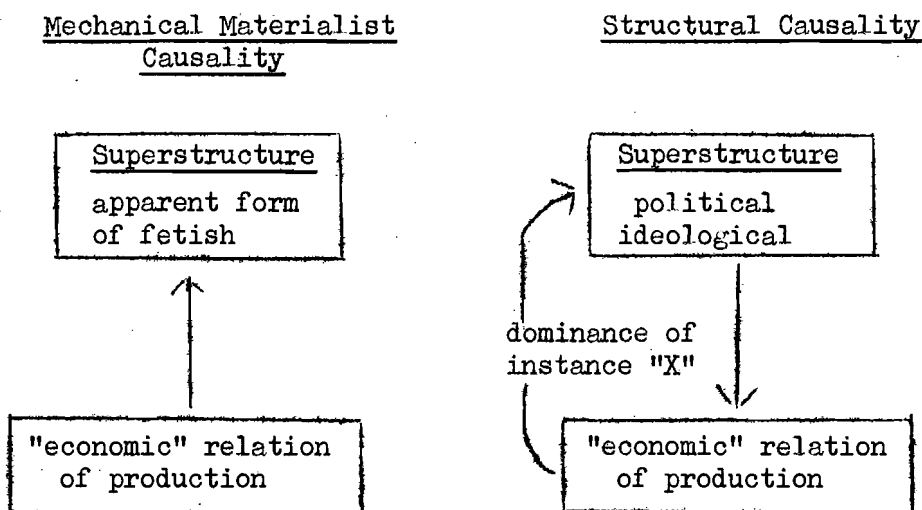 Mechanical Materialist
Causality
Superstructure
apparent form
of fetish
"economic" relation
of production
Structural Causality
Superstructure
political
ideological
dominance of
instance "X"
"economic" relation
of production